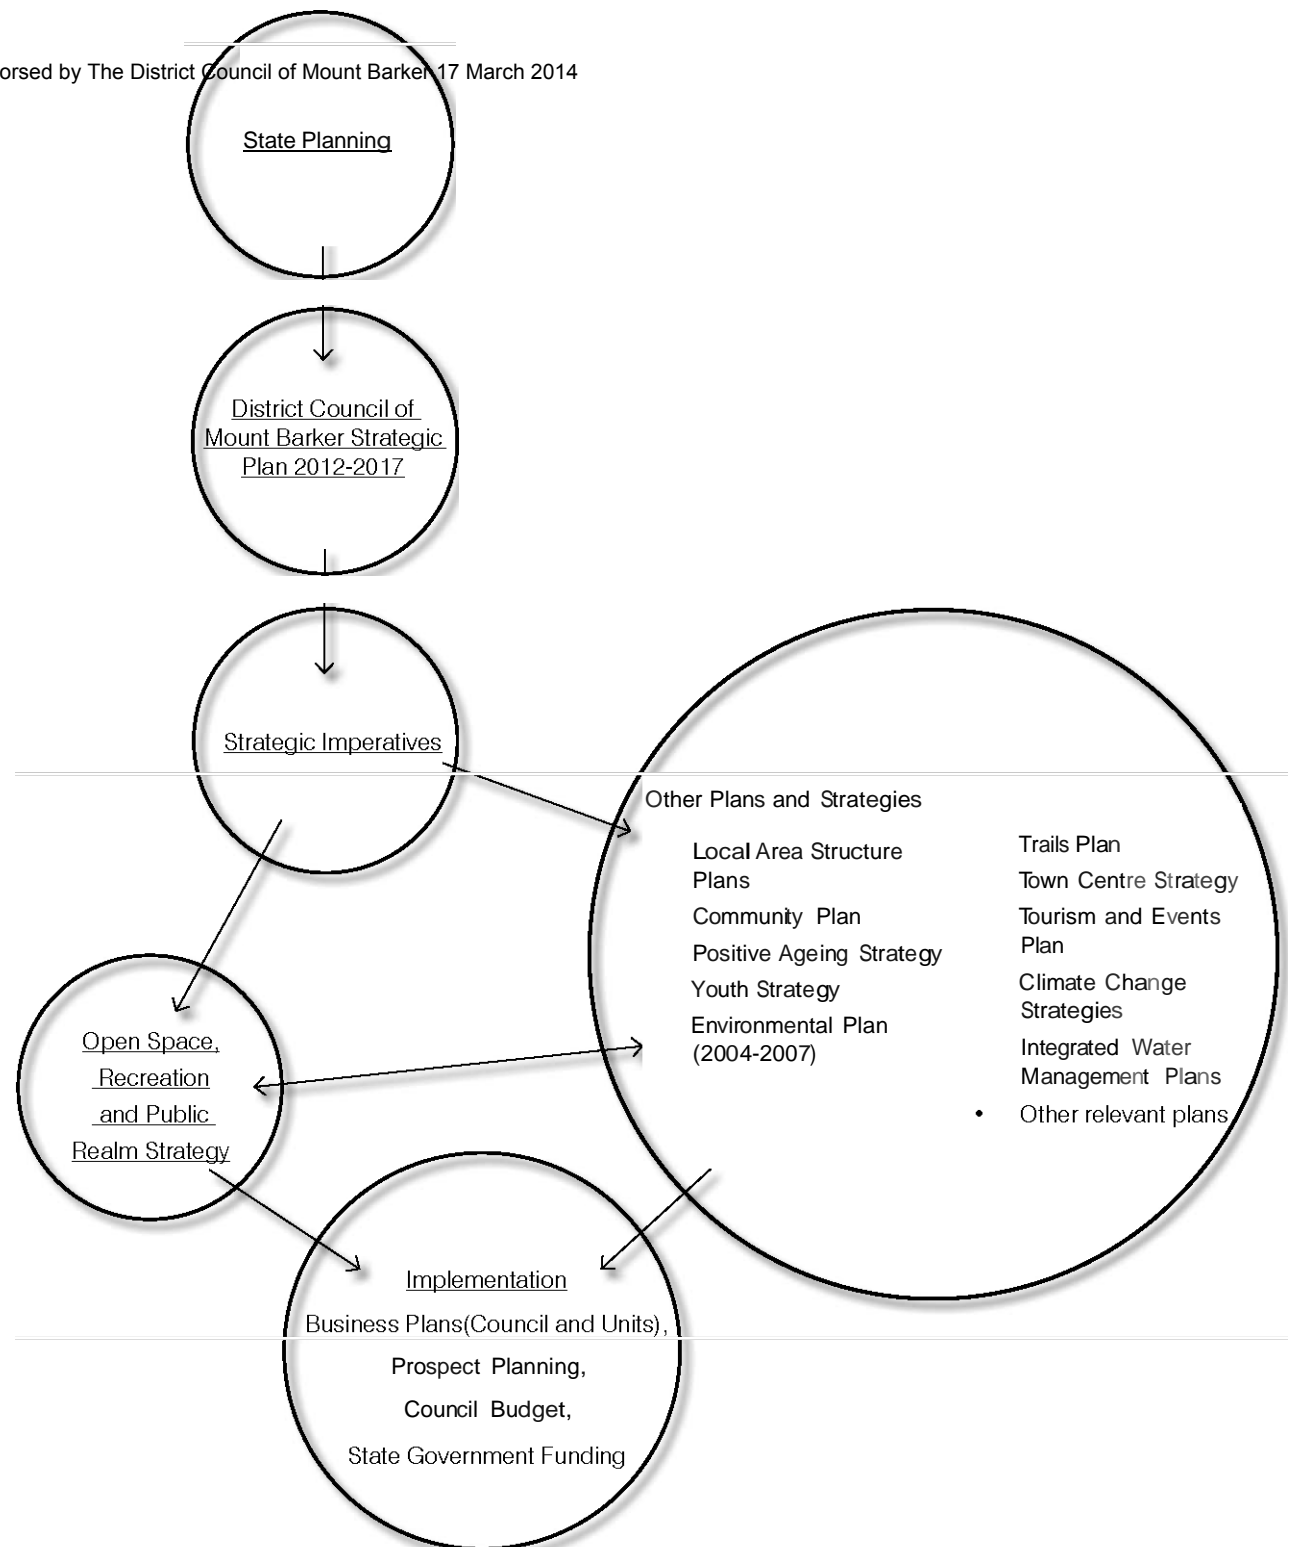 orsed by The District Council of Mount Barker 17 March 2014
State Planning
District Council of
Mount Barker Strategic
Plan 2012-2017
Strategic Imperatives
Other Plans and Strategies
Local Area Structure
Plans
Community Plan
Positive Ageing Strategy
Youth Strategy
Environmental Plan
(2004-2007)
Trails Plan
Town Centre Strategy
Tourism and Events
Plan
Climate Change
Strategies
Integrated Water
Management Plans
• Other relevant plans
Open Space,
Recreation
and Public
Realm Strategy
Implementation
Business Plans(Council and Units),
Prospect Planning,
Council Budget,
State Government Funding